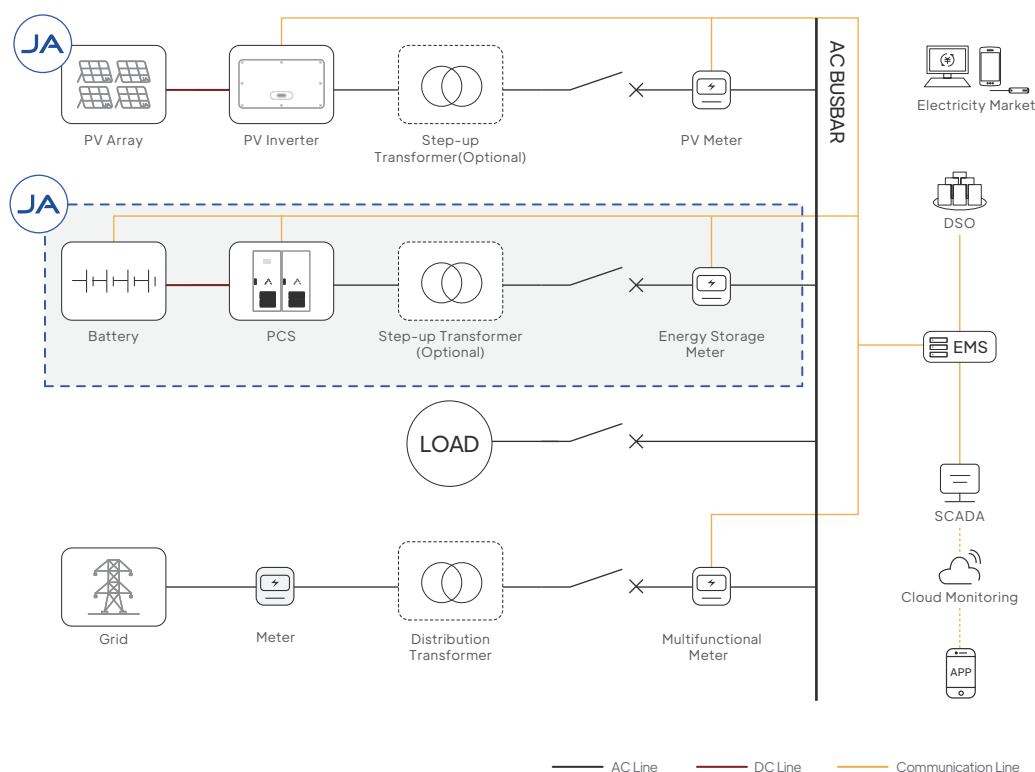 JA
PV Array
PV Inverter
Step-up
Transformer(Optional)
PV Meter
AC BUSBAR
Electricity Market
JA
Battery
PCS
Step-up Transformer
(Optional)
Energy Storage
Meter
DSO
EMS
LOAD
SCADA
Cloud Monitoring
APP
Grid
Meter
Distribution
Transformer
Multifunctional
Meter
AC Line
DC Line
Communication Line